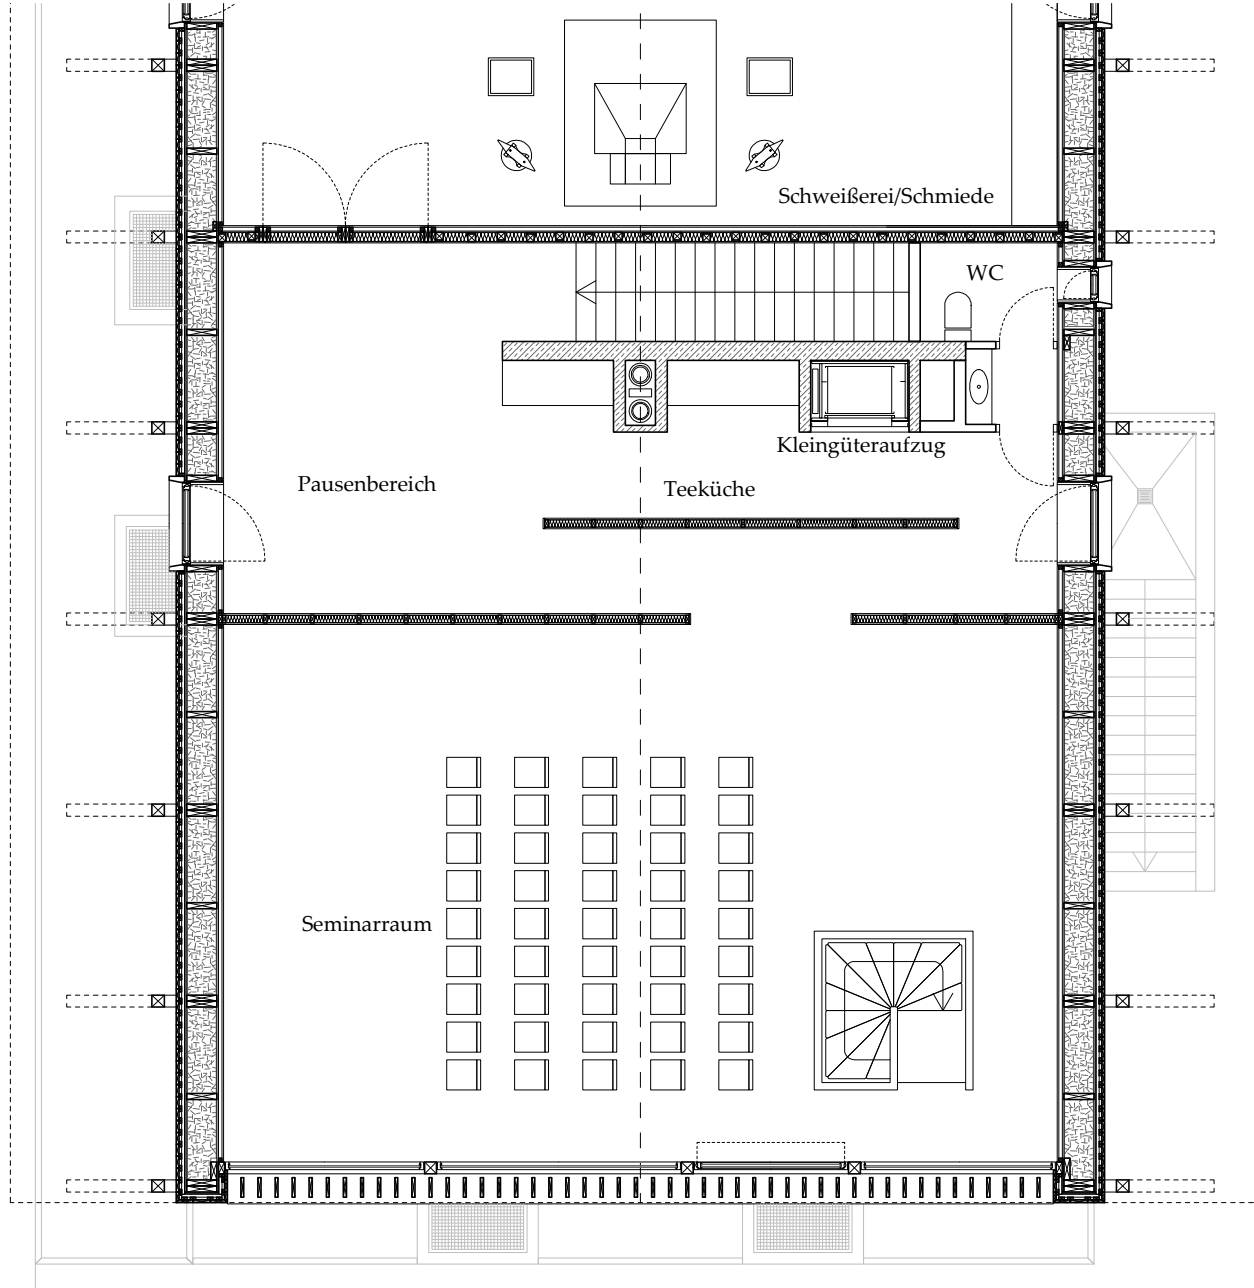 Schweißerei/Schmiede
WC
Kleingüteraufzug
Pausenbereich
Teeküche
Seminarraum